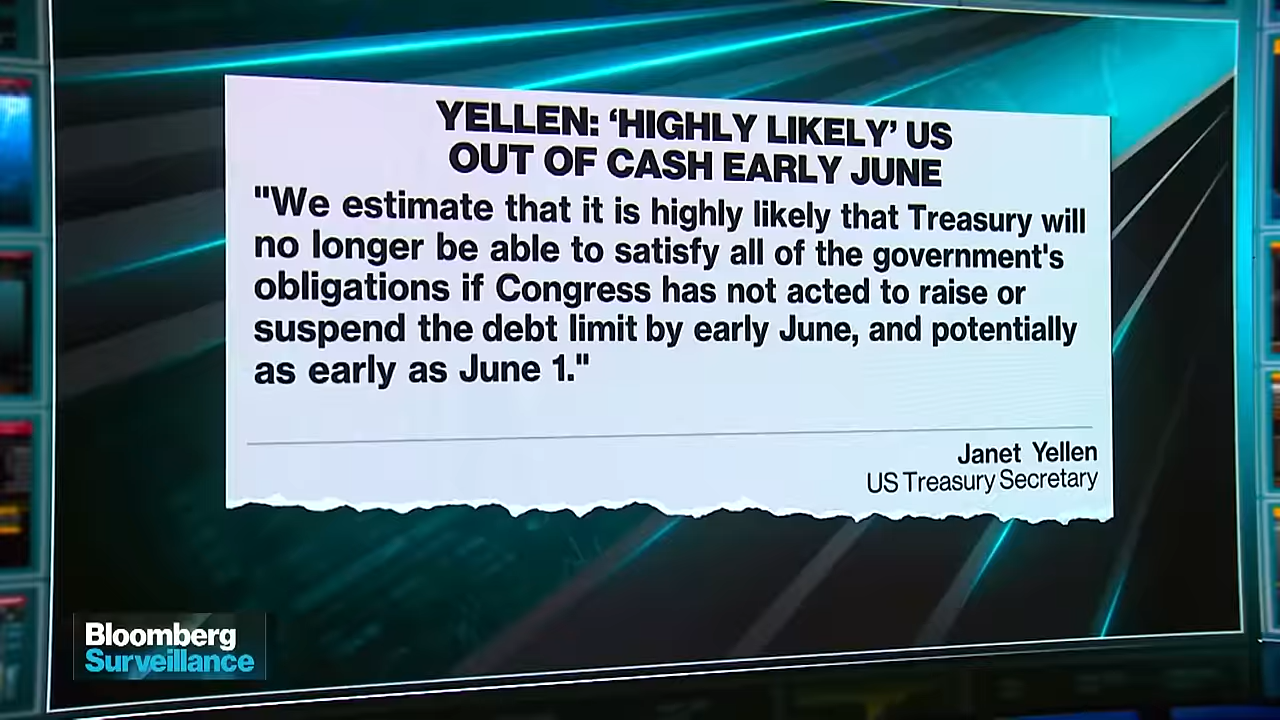 YELLEN: ‘HIGHLY LIKELY’ US
OUT OF CASH EARLY JUNE
"We estimate that it is highly likely that Treasury will
no longer be able to satisfy all of the government's
obligations if Congress has not acted to raise or
suspend the debt limit by early June, and potentially
as early as June 1."
Janet Yellen
US Treasury Secretary
Bloomberg
Surveillance